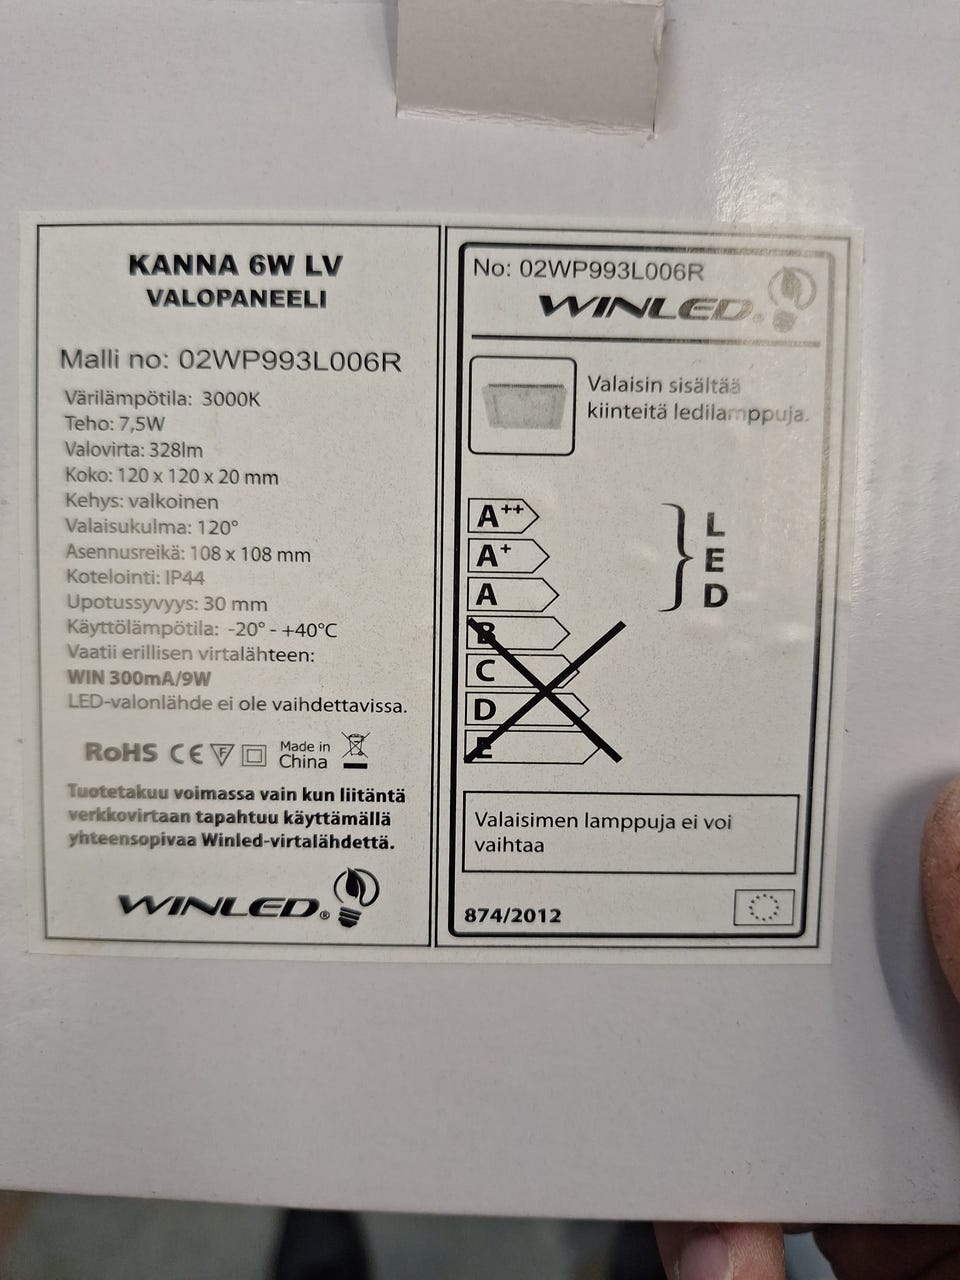 KANNA 6W LV
VALOPANEELI
Malli no: 02WP993L006R
Värilämpötila: 3000K
Teho: 7,5W
Valovirta: 328lm
Koko: 120 x 120 x 20 mm
Kehys: valkoinen
Valaisukulma: 120°
Asennusreikä: 108 x 108 mm
Kotelointi: IP44
Upotussyvyys: 30 mm
Käyttölämpötila: -20° - +40°C
Vaatii erillisen virtalähteen:
WIN 300mA/9W
LED-valonlähde ei ole vaihdettavissa.
RoHS CE F Made in
China
Tuotetakuu voimassa vain kun liitäntä
verkkovirtaan tapahtuu käyttämällä
yhteensopivaa Winled-virtalähdettä.
WINLED®
No: 02WP993L006R
WINLED®
Valaisin sisältää
kiinteitä ledilamppuja.
A++
A+
A
B
C
D
E
L
E
D
Valaisimen lamppuja ei voi
vaihtaa
874/2012